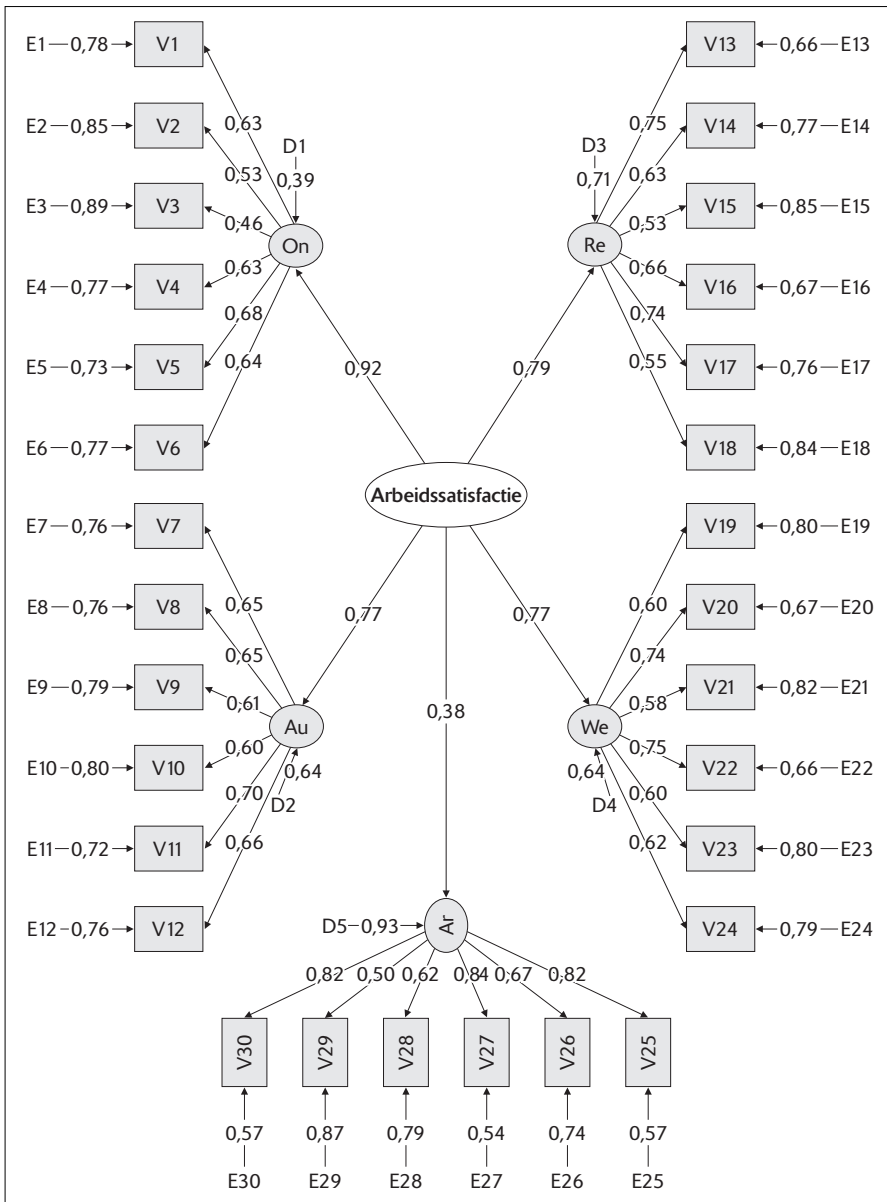 E1 0,78 V1
0,66 E13 V13
E2 0,85 V2
0,77 E14 V14
E3 0,89 V3
0,85 E15 V15
E4 0,77 V4
0,67 E16 V16
E5 0,73 V5
0,76 E17 V17
E6 0,77 V6
0,84 E18 V18
0,63
0,53
0,46
0,63
0,68
0,64
D1
0,39
On
0,92
D3
0,71
Re
0,75
0,63
0,53
0,66
0,74
0,55
0,79
Arbeidssatisfactie
E7 0,76 V7
E8 0,76 V8
E9 0,79 V9
E10 0,80 V10
E11 0,72 V11
E12 0,76 V12
0,65
0,65
0,61
0,60
0,70
0,66
Au
0,64
D2
0,77
0,38
0,77
We
0,64
D4
0,60
0,74
0,58
0,75
0,60
0,62
V19 0,80 E19
V20 0,67 E20
V21 0,82 E21
V22 0,66 E22
V23 0,80 E23
V24 0,79 E24
D5 0,93 Ar
0,82 0,50 0,62 0,84 0,67 0,82
V30 V29 V28 V27 V26 V25
0,57 0,87 0,79 0,54 0,74 0,57
E30 E29 E28 E27 E26 E25